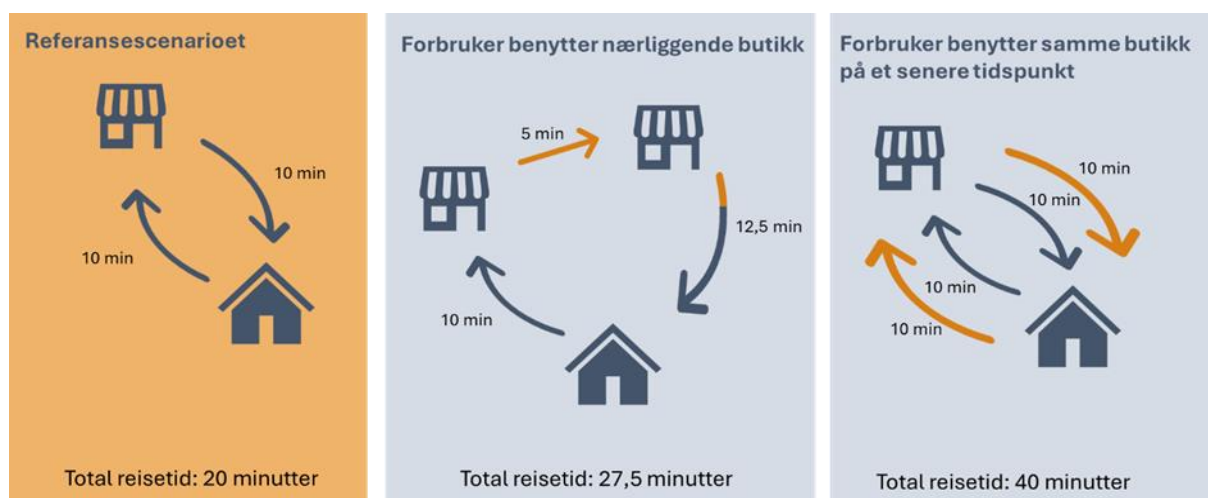 Referansescenarioet
10 min
10 min
Total reisetid: 20 minutter
Forbruker benytter nærliggende butikk
5 min
12,5 min
10 min
Total reisetid: 27,5 minutter
Forbruker benytter samme butikk
på et senere tidspunkt
10 min
10 min
10 min
10 min
Total reisetid: 40 minutter